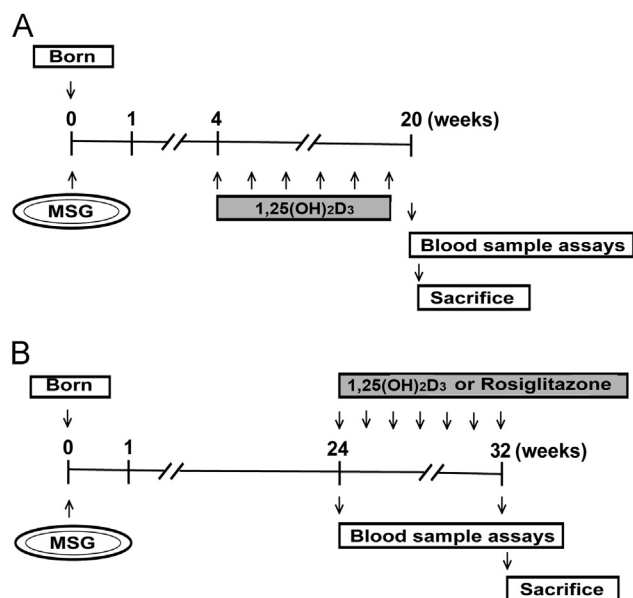 A
Born
0 1 4 20 (weeks)
MSG
1,25(OH)₂D₃
Blood sample assays
Sacrifice
B
1,25(OH)₂D₃ or Rosiglitazone
Born
0 1 24 32 (weeks)
MSG
Blood sample assays
Sacrifice